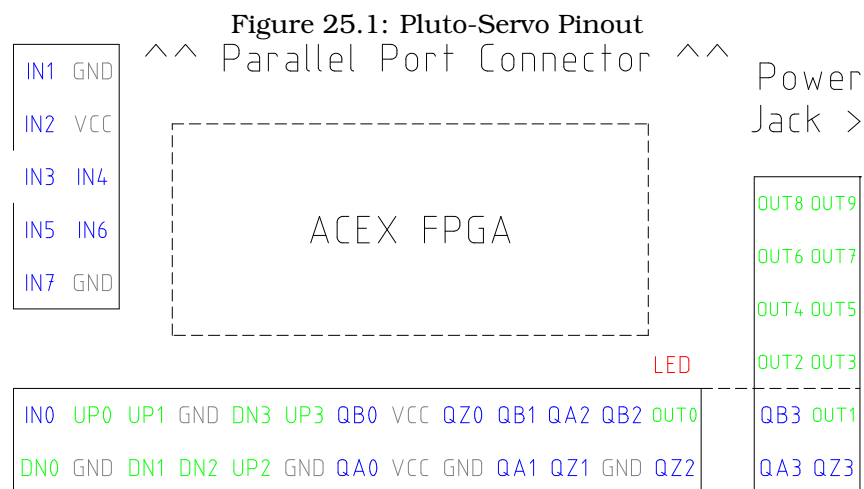 Figure 25.1: Pluto-Servo Pinout
^^ Parallel Port Connector ^^
Power
Jack >
IN1 GND
IN2 VCC
IN3 IN4
IN5 IN6
IN7 GND
ACEX FPGA
OUT8 OUT9
OUT6 OUT7
OUT4 OUT5
OUT2 OUT3
LED
IN0 UP0 UP1 GND DN3 UP3 QB0 VCC QZ0 QB1 QA2 QB2 OUT0
QB3 OUT1
DN0 GND DN1 DN2 UP2 GND QA0 VCC GND QA1 QZ1 GND QZ2
QA3 QZ3